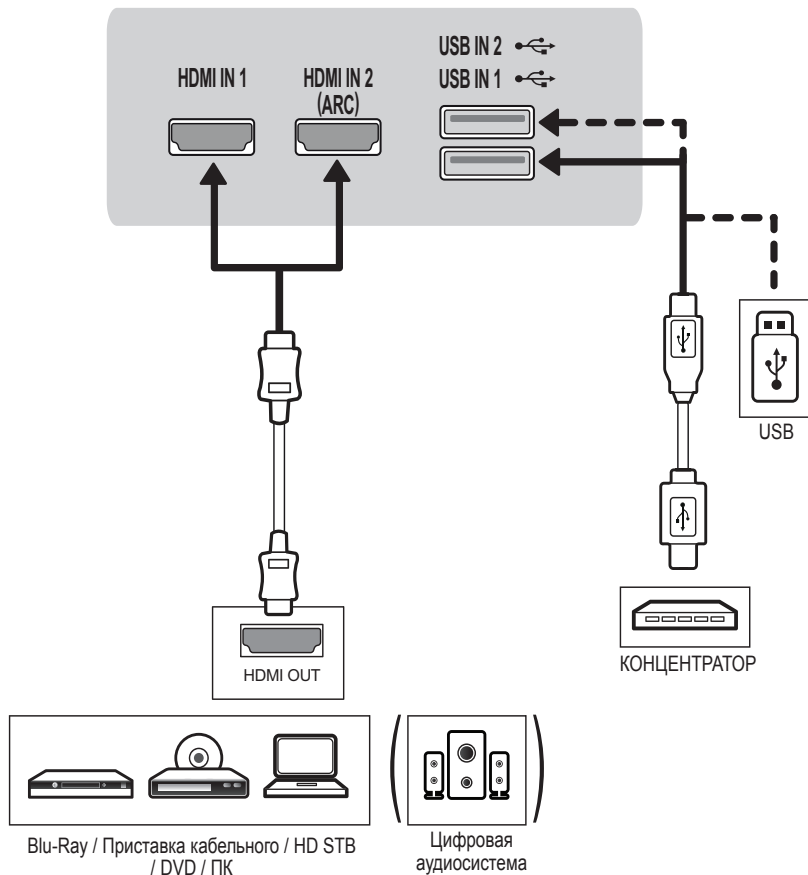 USB IN 2
HDMI IN 1
HDMI IN 2
(ARC)
USB IN 1
USB
КОНЦЕНТРАТОР
HDMI OUT
Blu-Ray / Приставка кабельного / HD STB
/ DVD / ПК
Цифровая
аудиосистема